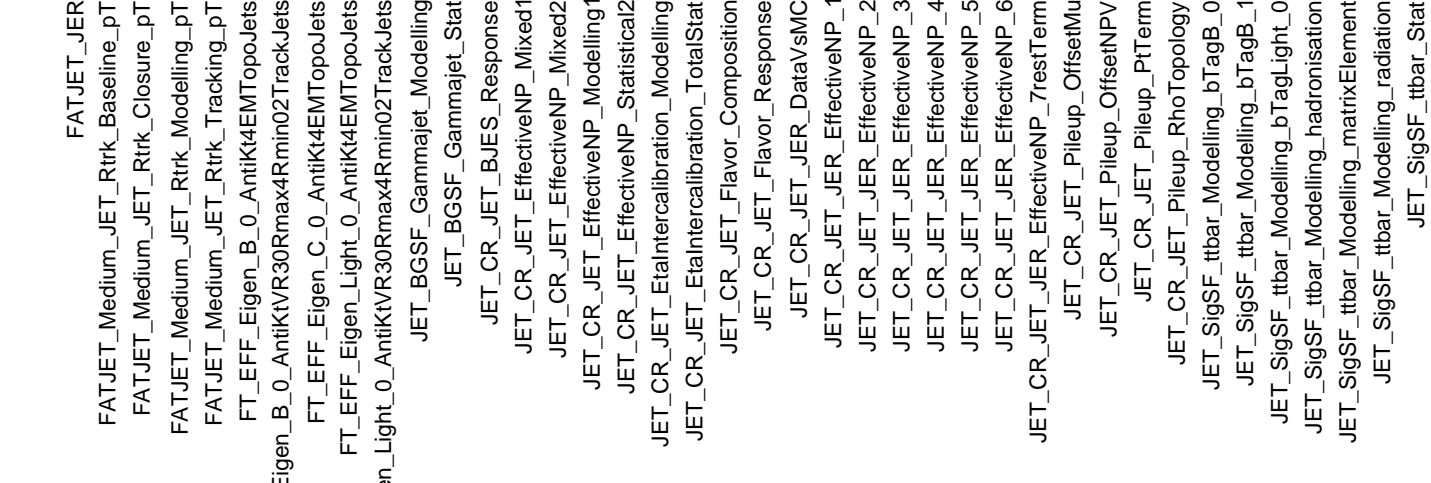 FATJET_JER
FATJET_Medium_JET_Rtrk_Baseline_pT
FATJET_Medium_JET_Rtrk_Closure_pT
FATJET_Medium_JET_Rtrk_Modelling_pT
FATJET_Medium_JET_Rtrk_Tracking_pT
FT_EFF_Eigen_B_0_AntiKt4EMTopoJets
Eigen_B_0_AntiKtVR30Rmax4Rmin02TrackJets
FT_EFF_Eigen_C_0_AntiKt4EMTopoJets
FT_EFF_Eigen_Light_0_AntiKt4EMTopoJets
en_Light_0_AntiKtVR30Rmax4Rmin02TrackJets
JET_BGSF_Gammajet_Modelling
JET_BGSF_Gammajet_Stat
JET_CR_JET_BJES_Response
JET_CR_JET_EffectiveNP_Mixed1
JET_CR_JET_EffectiveNP_Mixed2
JET_CR_JET_EffectiveNP_Modelling1
JET_CR_JET_EffectiveNP_Statistical2
JET_CR_JET_EtaIntercalibration_Modelling
JET_CR_JET_EtaIntercalibration_TotalStat
JET_CR_JET_Flavor_Composition
JET_CR_JET_Flavor_Response
JET_CR_JET_JER_DataVsMC
JET_CR_JET_JER_EffectiveNP_1
JET_CR_JET_JER_EffectiveNP_2
JET_CR_JET_JER_EffectiveNP_3
JET_CR_JET_JER_EffectiveNP_4
JET_CR_JET_JER_EffectiveNP_5
JET_CR_JET_JER_EffectiveNP_6
JET_CR_JET_JER_EffectiveNP_7restTerm
JET_CR_JET_Pileup_OffsetMu
JET_CR_JET_Pileup_OffsetNPV
JET_CR_JET_Pileup_PtTerm
JET_CR_JET_Pileup_RhoTopology
JET_SigSF_ttbar_Modelling_bTagB_0
JET_SigSF_ttbar_Modelling_bTagB_1
JET_SigSF_ttbar_Modelling_bTagLight_0
JET_SigSF_ttbar_Modelling_hadronisation
JET_SigSF_ttbar_Modelling_matrixElement
JET_SigSF_ttbar_Modelling_radiation
JET_SigSF_ttbar_Stat